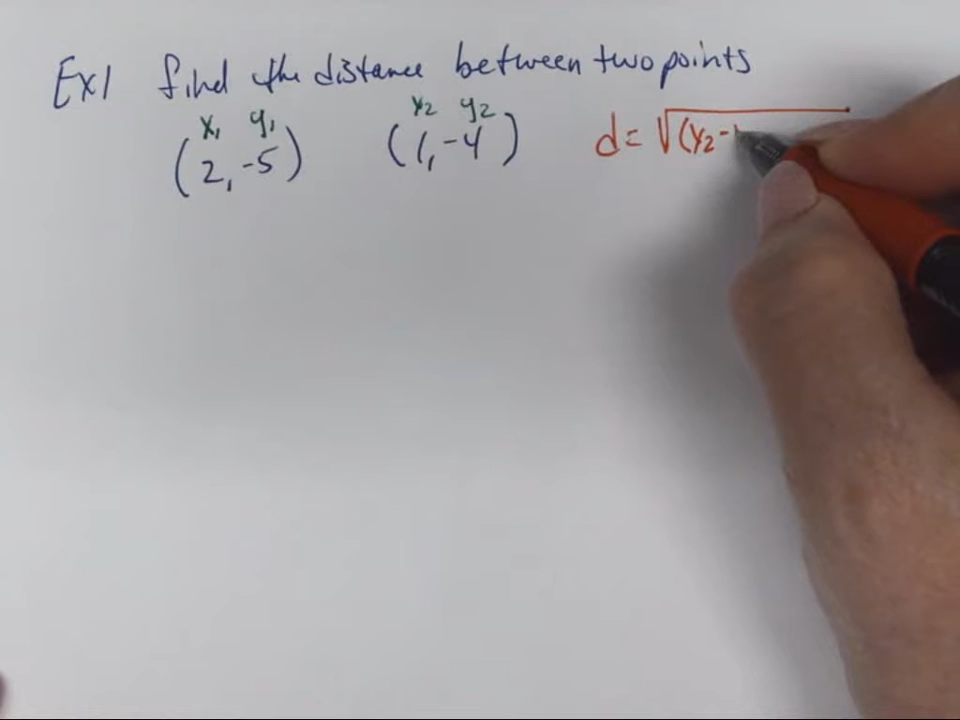 Ex1 find the distance between two points
x₁ y₁ x₂ y₂
(2, -5) (1, -4) d = √(x₂ -